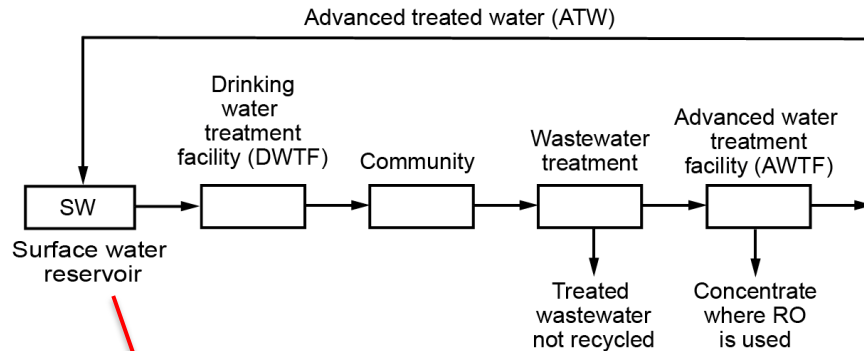 Advanced treated water (ATW)
Drinking
water
treatment
facility (DWTF)
Community
Wastewater
treatment
Advanced water
treatment
facility (AWTF)
SW
Surface water
reservoir
Treated
wastewater
not recycled
Concentrate
where RO
is used